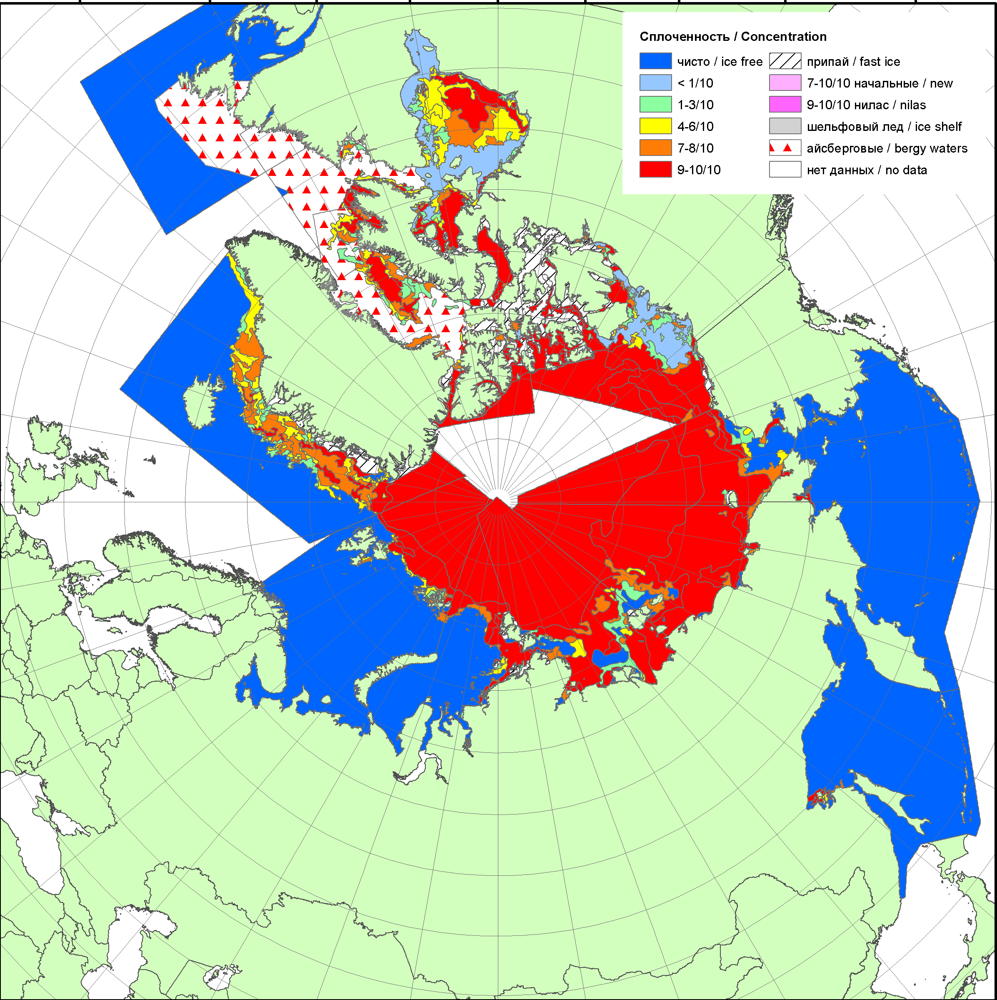 Сплоченность / Concentration
чисто / ice free
< 1/10
1-3/10
4-6/10
7-8/10
9-10/10
припай / fast ice
7-10/10 начальные / new
9-10/10 нилас / nilas
шельфовый лед / ice shelf
айсберговые / bergy waters
нет данных / no data